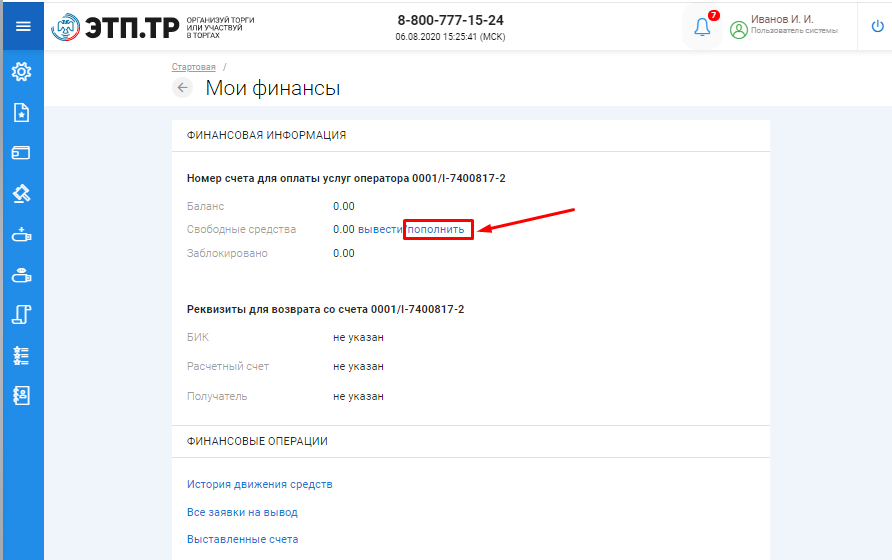 ЭТП.ТР
ОРГАНИЗУЙ ТОРГИ
ИЛИ УЧАСТВУЙ
В ТОРГАХ
8-800-777-15-24
06.08.2020 15:25:41 (МСК)
7
Иванов И. И.
Пользователь системы
Стартовая /
Мои финансы
ФИНАНСОВАЯ ИНФОРМАЦИЯ
Номер счета для оплаты услуг оператора 0001/I-7400817-2
Баланс 0.00
Свободные средства 0.00 вывести/пополнить
Заблокировано 0.00
Реквизиты для возврата со счета 0001/I-7400817-2
БИК не указан
Расчетный счет не указан
Получатель не указан
ФИНАНСОВЫЕ ОПЕРАЦИИ
История движения средств
Все заявки на вывод
Выставленные счета